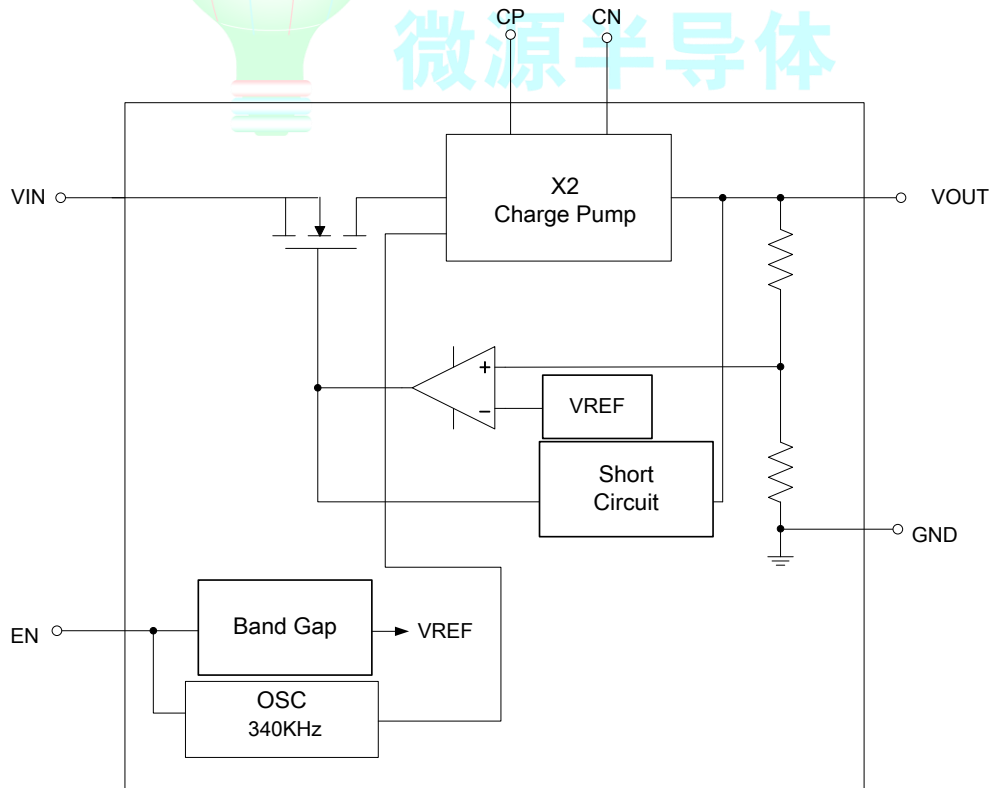 CP
CN
微源半导体
VIN
X2
Charge Pump
VOUT
+
VREF
−
Short
Circuit
GND
Band Gap
VREF
EN
OSC
340KHz